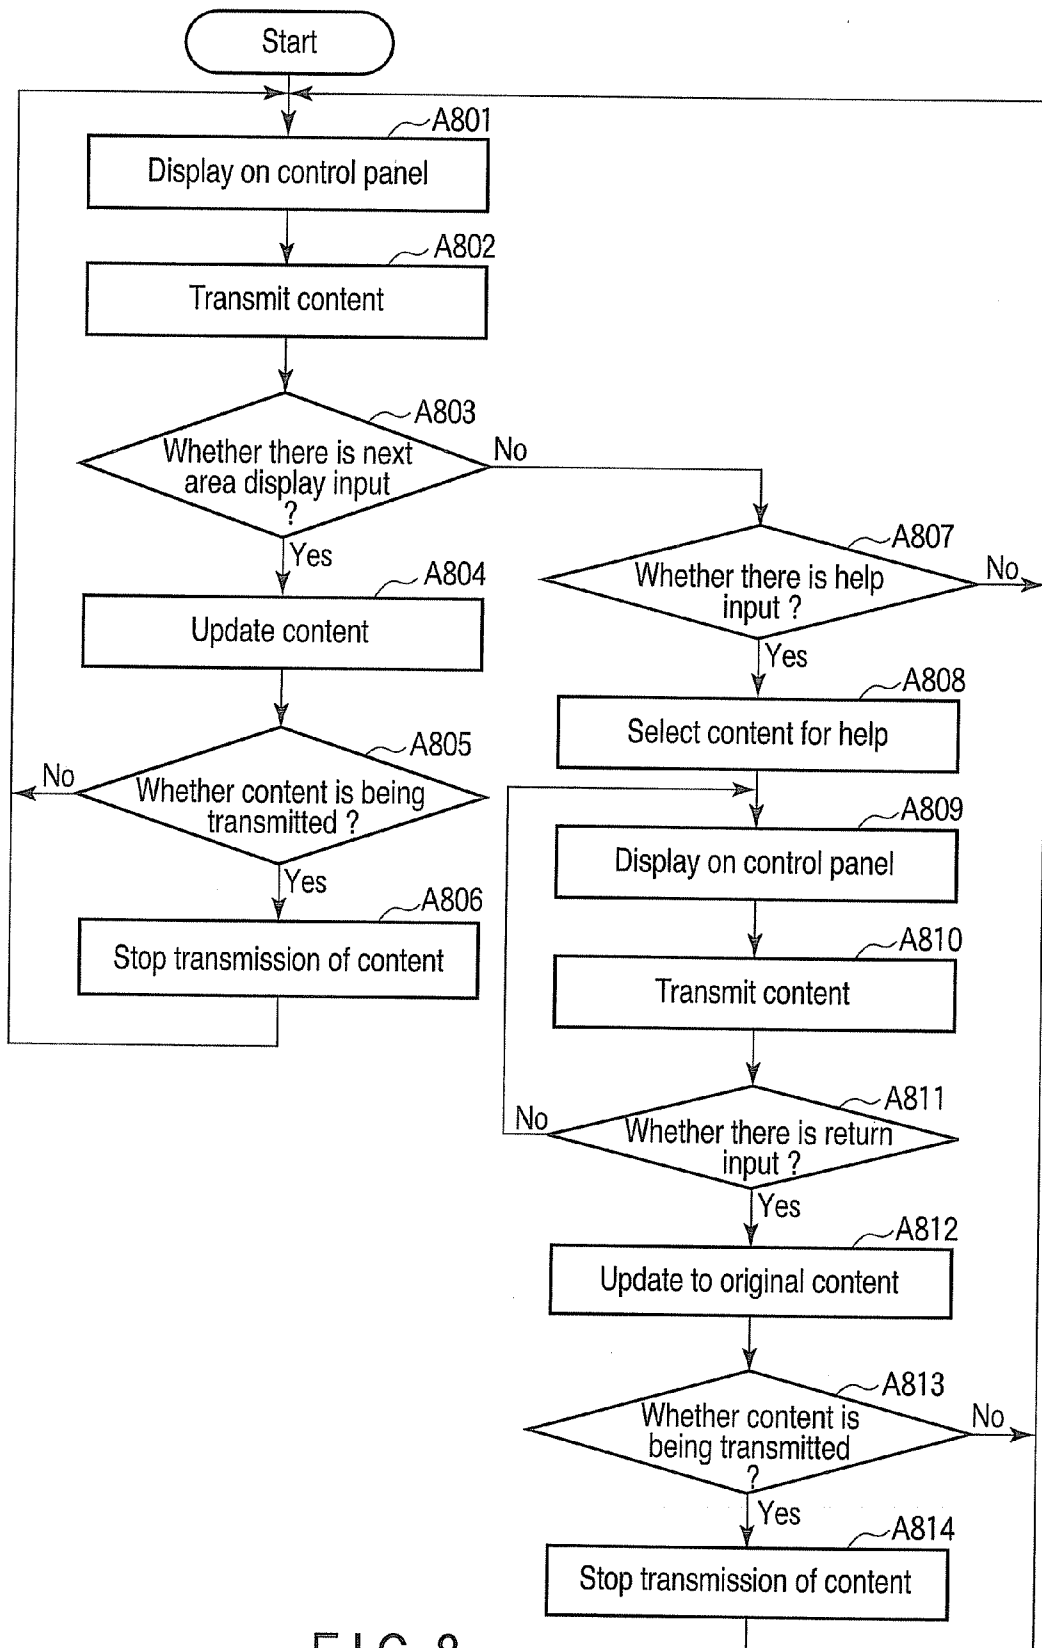 Start
A801
Display on control panel
A802
Transmit content
A803
Whether there is next
area display input
?
No
Yes
A804
Update content
A805
Whether content is being
transmitted ?
No
Yes
A806
Stop transmission of content
A807
Whether there is help
input ?
No
Yes
A808
Select content for help
A809
Display on control panel
A810
Transmit content
A811
Whether there is return
input ?
No
Yes
A812
Update to original content
A813
Whether content is
being transmitted
?
No
Yes
A814
Stop transmission of content
FIG. 8